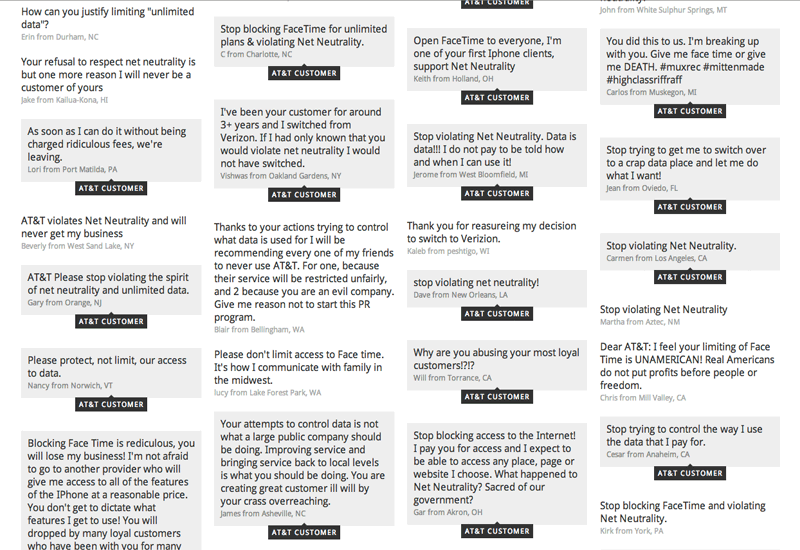 How can you justify limiting "unlimited
data"?
Erin from Durham, NC
Your refusal to respect net neutrality is
but one more reason I will never be a
customer of yours
Jake from Kailua-Kona, HI
As soon as I can do it without being
charged ridiculous fees, we're
leaving.
Lori from Port Matilda, PA
AT&T CUSTOMER
AT&T violates Net Neutrality and will
never get my business
Beverly from West Sand Lake, NY
AT&T Please stop violating the spirit
of net neutrality and unlimited data.
Gary from Orange, NJ
AT&T CUSTOMER
Please protect, not limit, our access
to data.
Nancy from Norwich, VT
AT&T CUSTOMER
Blocking Face Time is rediculous, you
will lose my business! I'm not afraid
to go to another provider who will
give me access to all of the features
of the IPhone at a reasonable price.
You don't get to dictate what
features I get to use! You will
dropped by many loyal customers
who have been with you for many
Stop blocking FaceTime for unlimited
plans & violating Net Neutrality.
C from Charlotte, NC
AT&T CUSTOMER
I've been your customer for around
3+ years and I switched from
Verizon. If I had only known that you
would violate net neutrality I would
not have switched.
Vishwas from Oakland Gardens, NY
AT&T CUSTOMER
Thanks to your actions trying to control
what data is used for I will be
recommending every one of my friends
to never use AT&T. For one, because
their service will be restricted unfairly,
and 2 because you are an evil company.
Give me reason not to start this PR
program.
Blair from Bellingham, WA
Please don't limit access to Face time.
It's how I communicate with family in
the midwest.
lucy from Lake Forest Park, WA
Your attempts to control data is not
what a large public company should
be doing. Improving service and
bringing service back to local levels
is what you should be doing. You are
creating great customer ill will by
your crass overreaching.
James from Asheville, NC
AT&T CUSTOMER
Open FaceTime to everyone, I'm
one of your first Iphone clients,
support Net Neutrality
Keith from Holland, OH
AT&T CUSTOMER
Stop violating Net Neutrality. Data is
data!!! I do not pay to be told how
and when I can use it!
Jerome from West Bloomfield, MI
AT&T CUSTOMER
Thank you for reasureing my decision
to switch to Verizion.
Kaleb from peshtigo, WI
stop violating net neutrality!
Dave from New Orleans, LA
AT&T CUSTOMER
Why are you abusing your most loyal
customers!?!?
Will from Torrance, CA
AT&T CUSTOMER
Stop blocking access to the Internet!
I pay you for access and I expect to
be able to access any place, page or
website I choose. What happened to
Net Neutrality? Sacred of our
government?
Gar from Akron, OH
AT&T CUSTOMER
John from White Sulphur Springs, MT
You did this to us. I'm breaking up
with you. Give me face time or give
me DEATH. #muxrec #mittenmade
#highclassriffraff
Carlos from Muskegon, MI
AT&T CUSTOMER
Stop trying to get me to switch over
to a crap data place and let me do
what I want!
Jean from Oviedo, FL
AT&T CUSTOMER
Stop violating Net Neutrality.
Carmen from Los Angeles, CA
AT&T CUSTOMER
Stop violating Net Neutrality
Martha from Aztec, NM
Dear AT&T: I feel your limiting of Face
Time is UNAMERICAN! Real Americans
do not put profits before people or
freedom.
Chris from Mill Valley, CA
Stop trying to control the way I use
the data that I pay for.
Cesar from Anaheim, CA
AT&T CUSTOMER
Stop blocking FaceTime and violating
Net Neutrality.
Kirk from York, PA